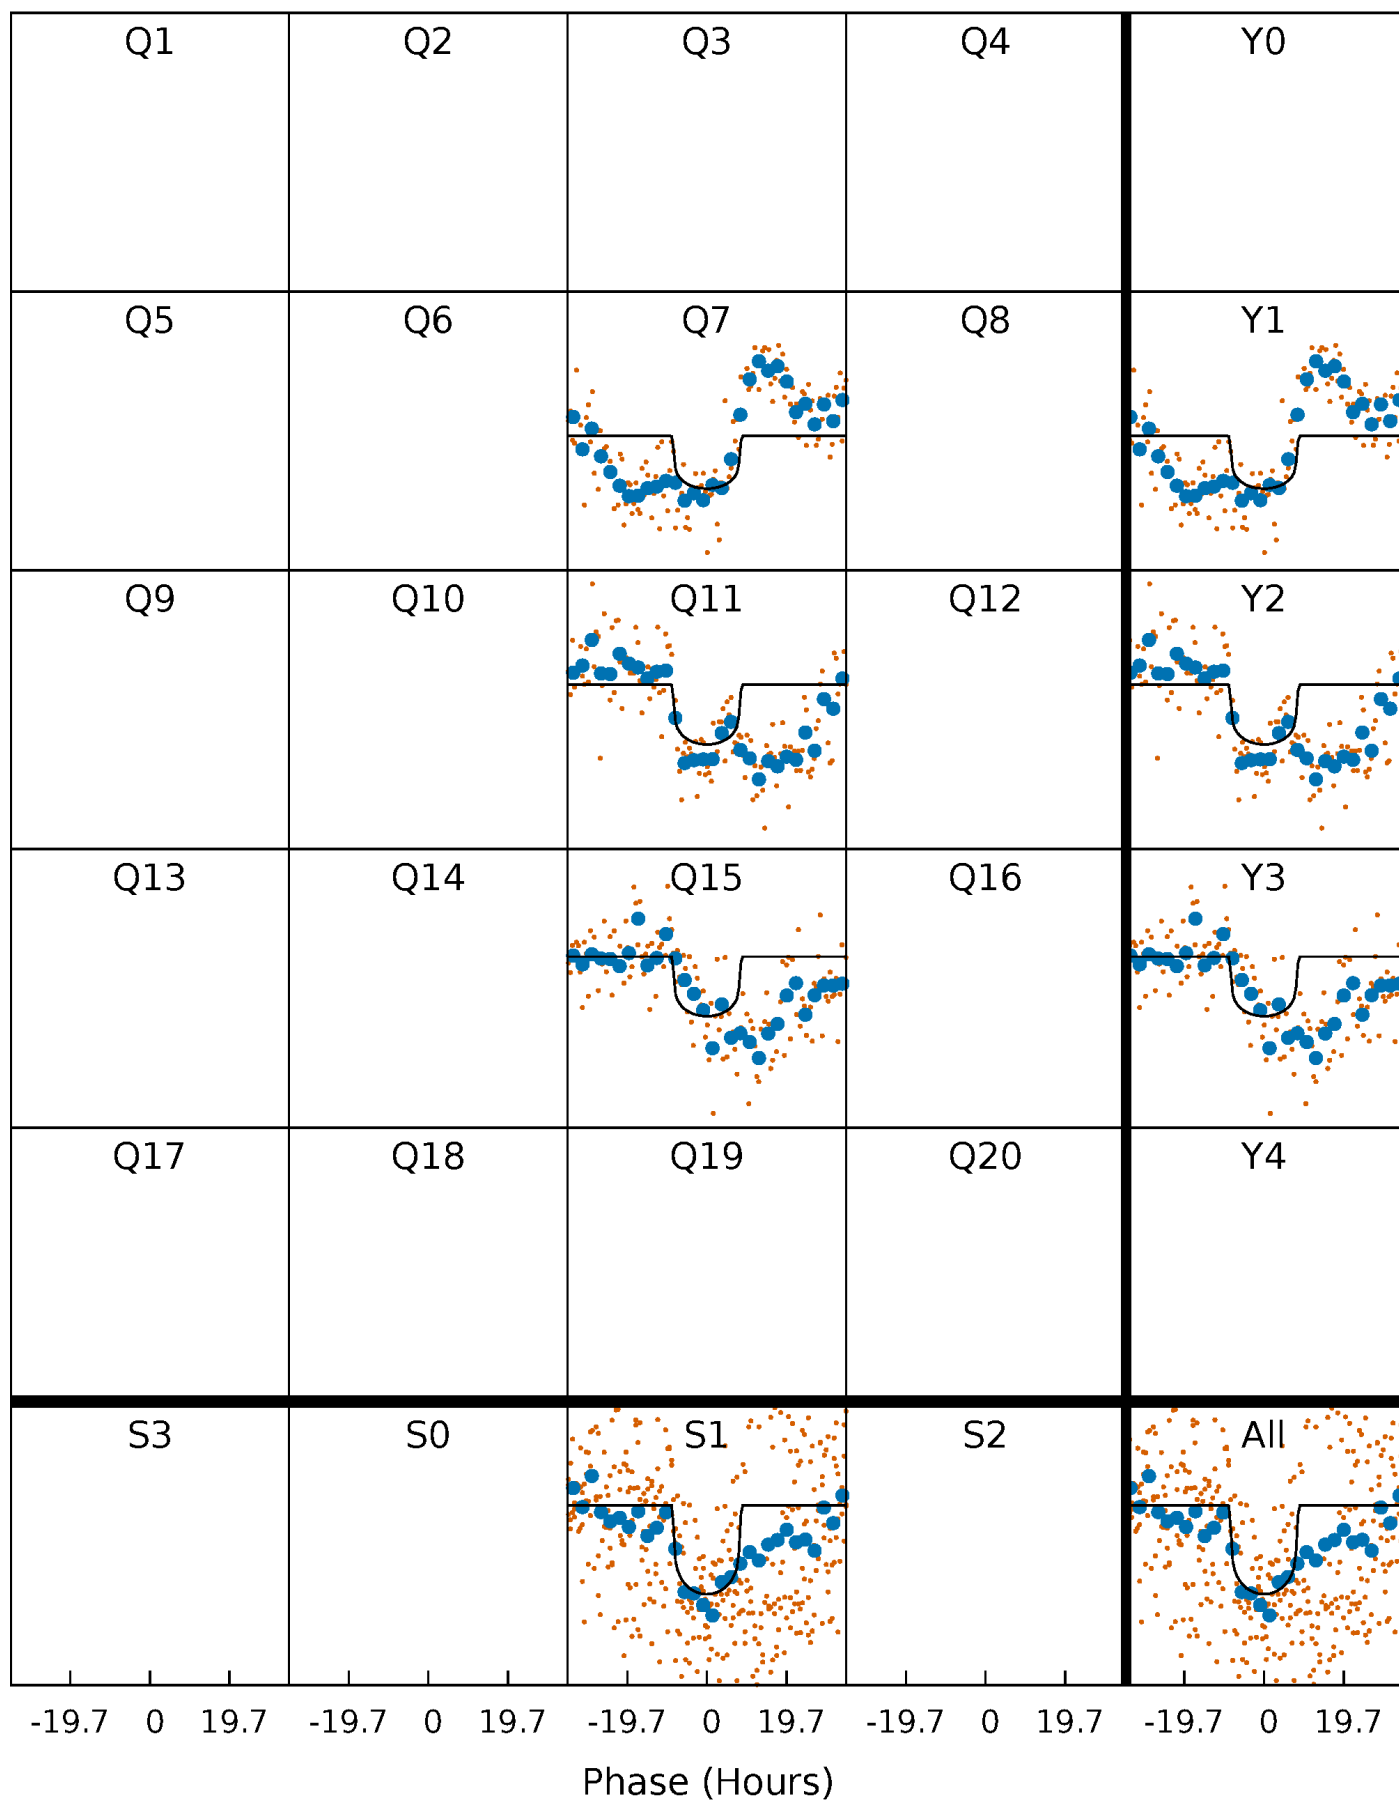 Q1 Q2 Q3 Q4 Y0
Q5 Q6 Q7 Q8 Y1
Q9 Q10 Q11 Q12 Y2
Q13 Q14 Q15 Q16 Y3
Q17 Q18 Q19 Q20 Y4
S3 S0 S1 S2 All
-19.7 0 19.7 -19.7 0 19.7 -19.7 0 19.7 -19.7 0 19.7 -19.7 0 19.7
Phase (Hours)